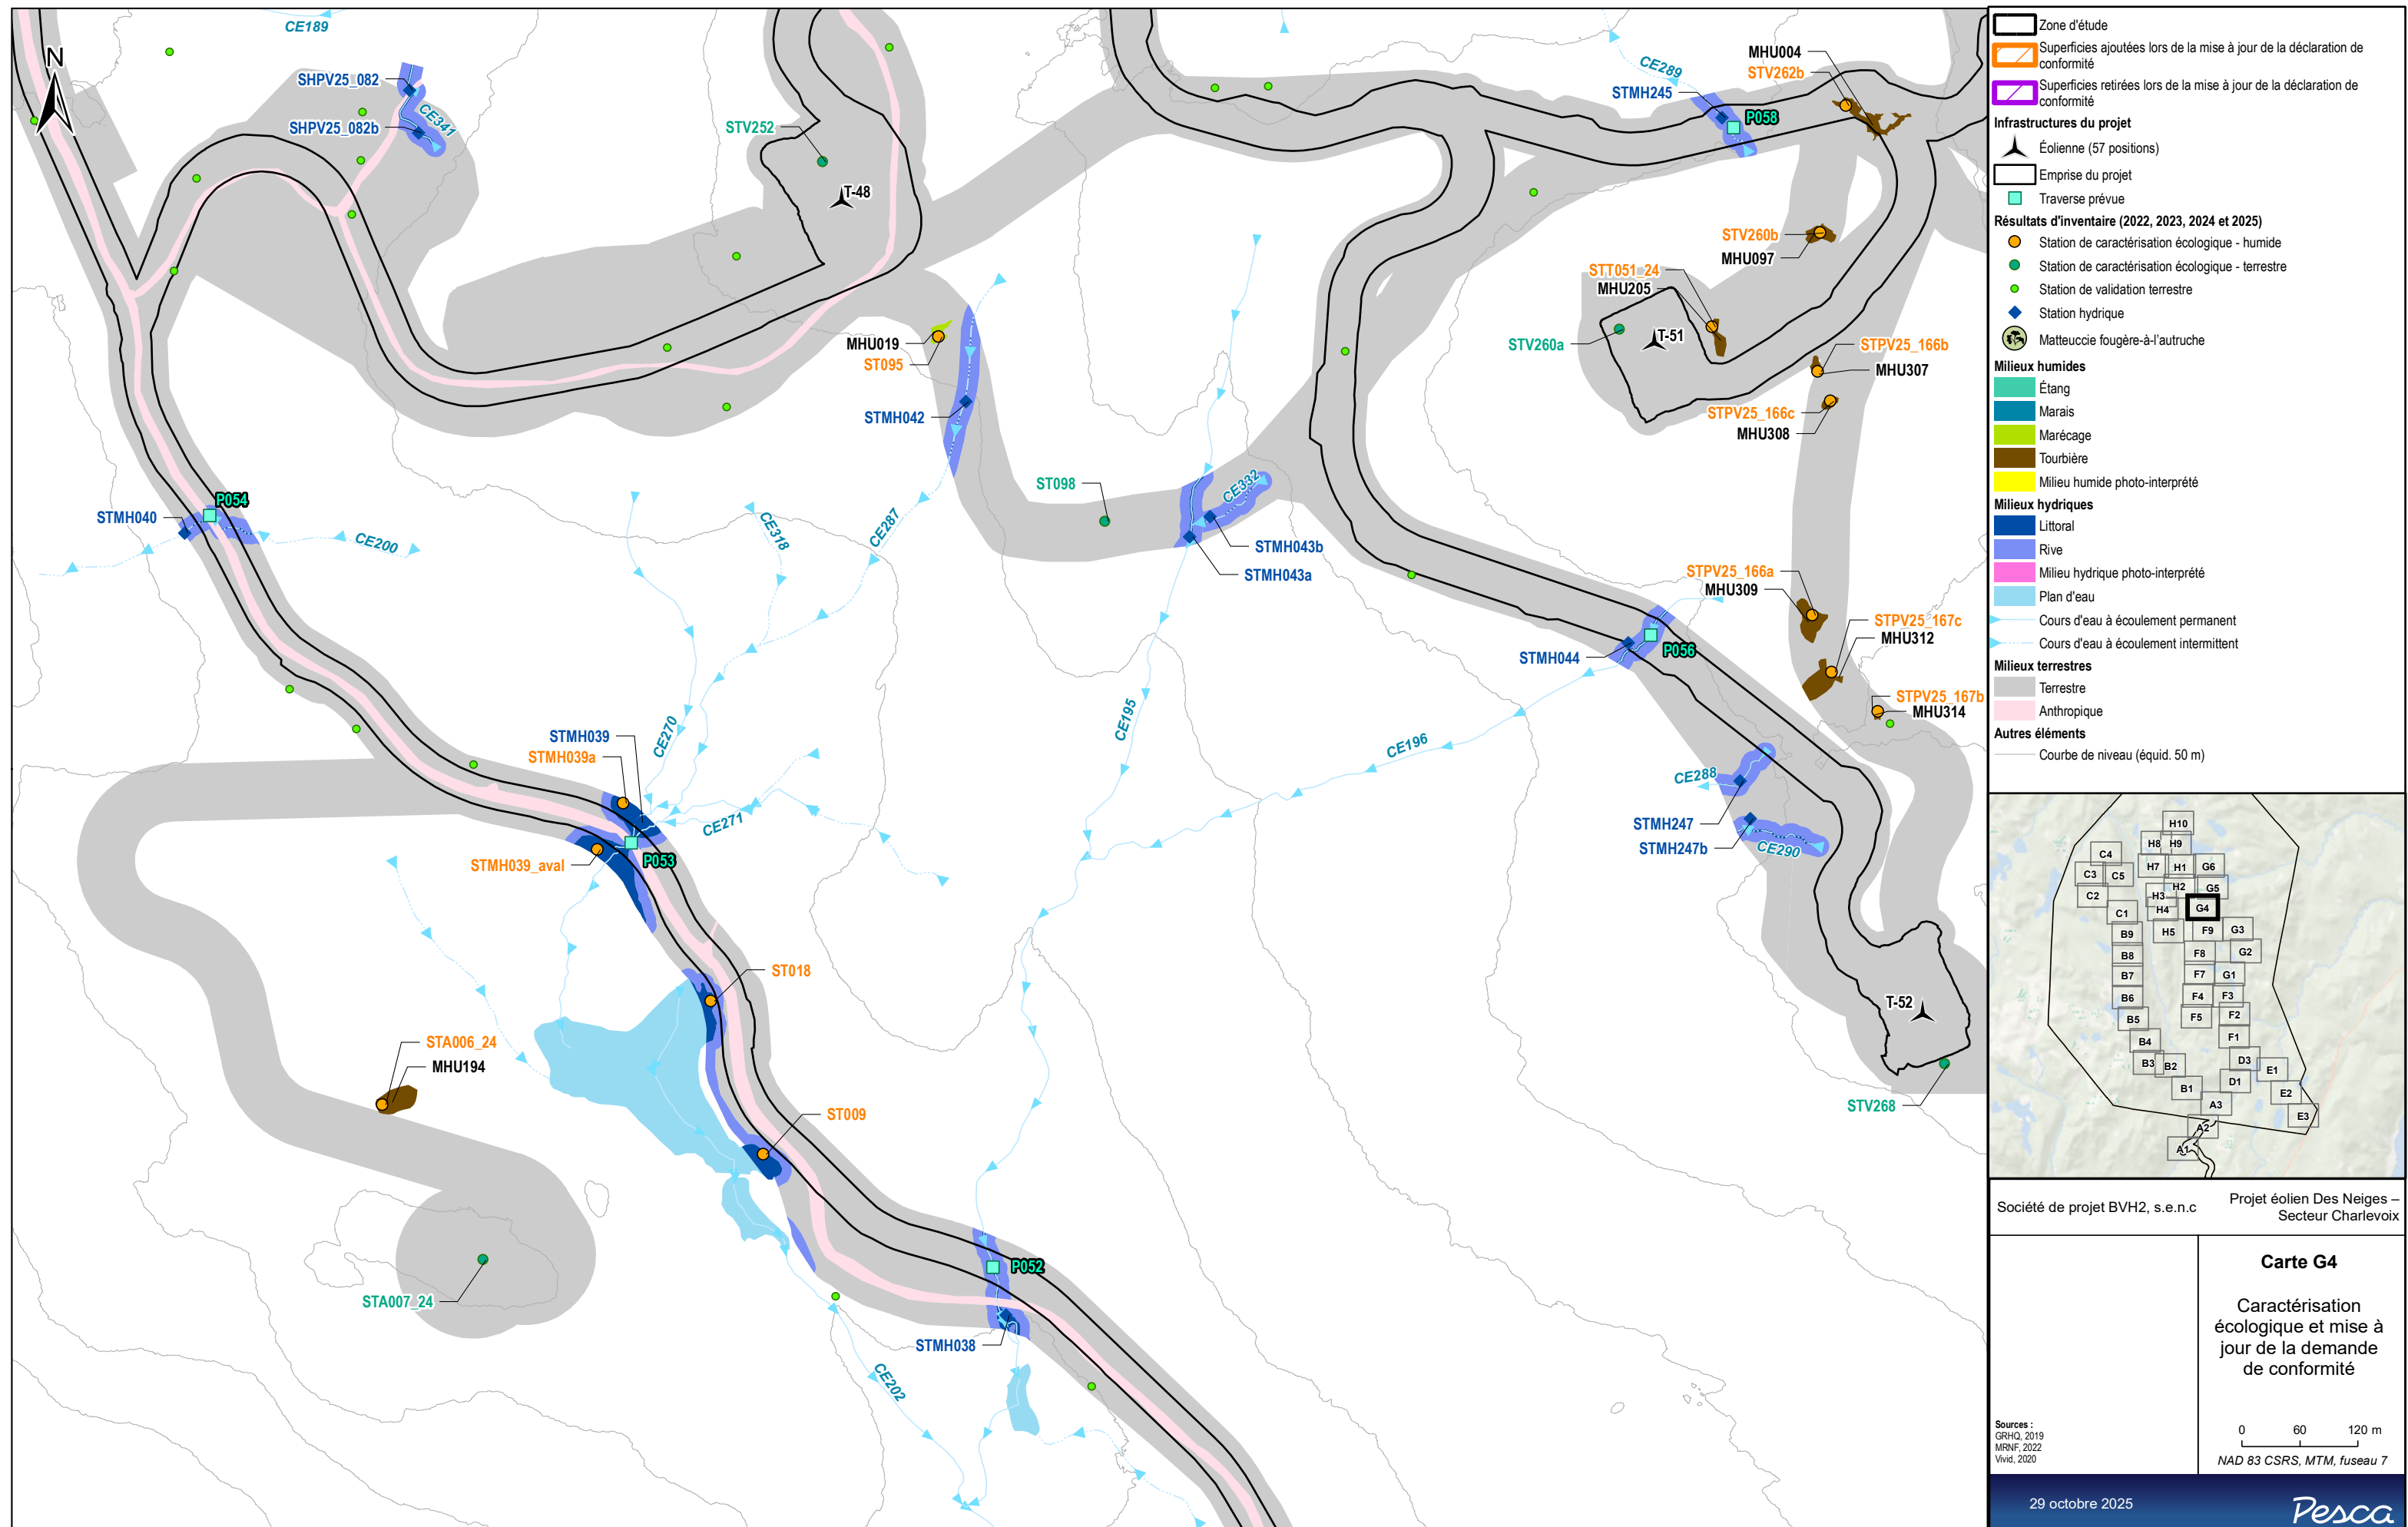 CE189
N
SHPV25_082
SHPV25_082b
CE341
STV252
T-48
MHU004
STV262b
CE289
STMH245
P058
STV260b
MHU097
STT051_24
MHU205
T-51
STV260a
STPV25_166b
MHU307
STPV25_166c
MHU308
MHU019
ST095
STMH042
P054
STMH040
CE200
CE318
CE287
ST098
CE332
STMH043b
STMH043a
STPV25_166a
MHU309
STPV25_167c
MHU312
STMH044
P056
STPV25_167b
MHU314
CE270
STMH039
STMH039a
CE195
CE196
CE288
CE271
STMH247
STMH247b
CE290
STMH039_aval
P053
ST018
T-52
STA006_24
MHU194
ST009
STV268
P052
STA007_24
STMH038
CE202
Zone d'étude
Superficies ajoutées lors de la mise à jour de la déclaration de
conformité
Superficies retirées lors de la mise à jour de la déclaration de
conformité
Infrastructures du projet
Éolienne (57 positions)
Emprise du projet
Traverse prévue
Résultats d'inventaire (2022, 2023, 2024 et 2025)
Station de caractérisation écologique - humide
Station de caractérisation écologique - terrestre
Station de validation terrestre
Station hydrique
Matteuccie fougère-à-l'autruche
Milieux humides
Étang
Marais
Marécage
Tourbière
Milieu humide photo-interprété
Milieux hydriques
Littoral
Rive
Milieu hydrique photo-interprété
Plan d'eau
Cours d'eau à écoulement permanent
Cours d'eau à écoulement intermittent
Milieux terrestres
Terrestre
Anthropique
Autres éléments
Courbe de niveau (équid. 50 m)
H10
H8 H9
C4
H7 H1 G6
C3 C5
H2 G5
C2 H3
H4 G4
C1
B9 H5 F9 G3
B8 F8 G2
B7 F7 G1
B6 F4 F3
B5 F5 F2
B4 F1
B3 B2 D3 E1
B1 D1 E2
A3 E3
A2
A1
Société de projet BVH2, s.e.n.c
Projet éolien Des Neiges –
Secteur Charlevoix
Carte G4
Caractérisation
écologique et mise à
jour de la demande
de conformité
Sources :
GRHQ, 2019
MRNF, 2022
Vivid, 2020
0 60 120 m
NAD 83 CSRS, MTM, fuseau 7
29 octobre 2025
Pesca